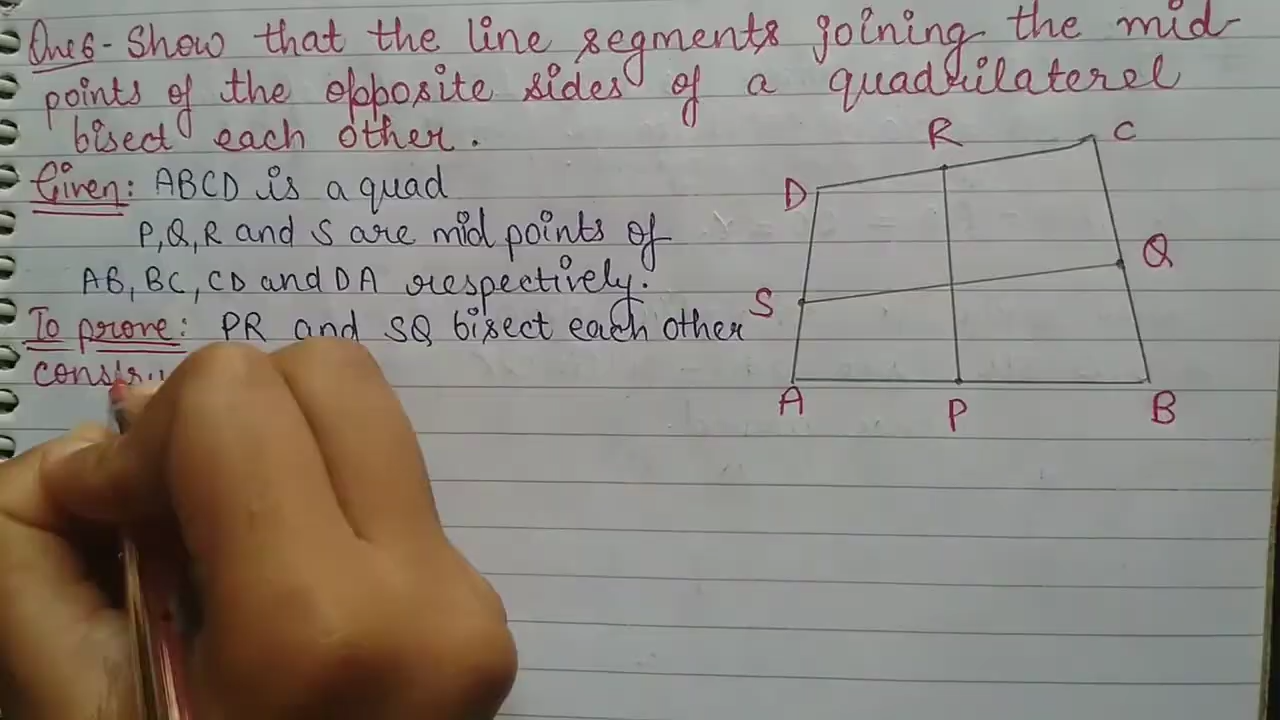 Ques 6- Show that the line segments joining the mid-
points of the opposite sides of a quadrilaterel
bisect each other.
Given: ABCD is a quad
P, Q, R and S are mid points of
AB, BC, CD and DA respectively.
To prove: PR and SQ bisect each other
R
C
D
Q
S
A
P
B